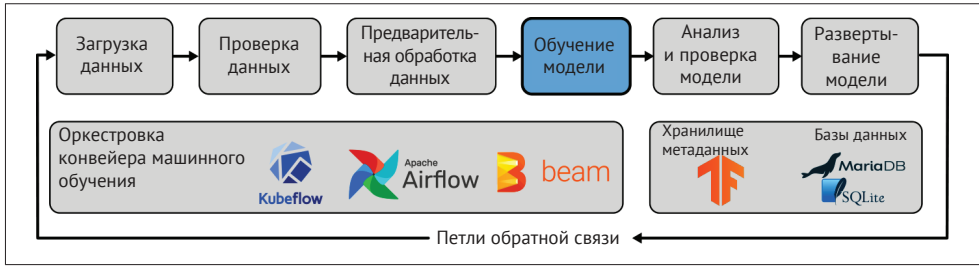 Загрузка
данных
Проверка
данных
Предваритель-
ная обработка
данных
Обучение
модели
Анализ
и проверка
модели
Разверты-
вание
модели
Оркестровка
конвейера машинного
обучения
Kubeflow
Apache
Airflow
beam
Хранилище
метаданных
Базы данных
MariaDB
SQLite
Петли обратной связи